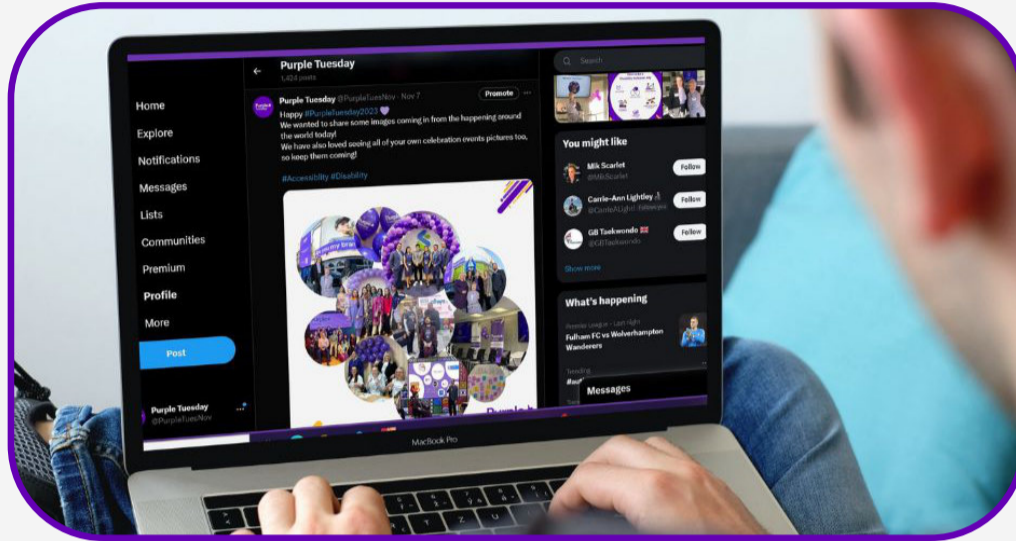 Home
Explore
Notifications
Messages
Lists
Communities
Premium
Profile
More
Post
Purple Tuesday
@PurpleTuesNov
Purple Tuesday
1,424 posts
Purple Tuesday @PurpleTuesNov · Nov 7
Promote
Happy #PurpleTuesday2023 💜
We wanted to share some images coming in from the happening around
the world today!
We have also loved seeing all of your own celebration events pictures too,
so keep them coming!
#Accessiblity #Disability
Search
You might like
Mik Scarlet
@MikScarlet
Follow
Carrie-Ann Lightley
Follow
GB Taekwondo 🇬🇧
@GBTaekwondo
Follow
Show more
What's happening
Premier League · Last night
Fulham FC vs Wolverhampton
Wanderers
Trending
Messages
MacBook Pro